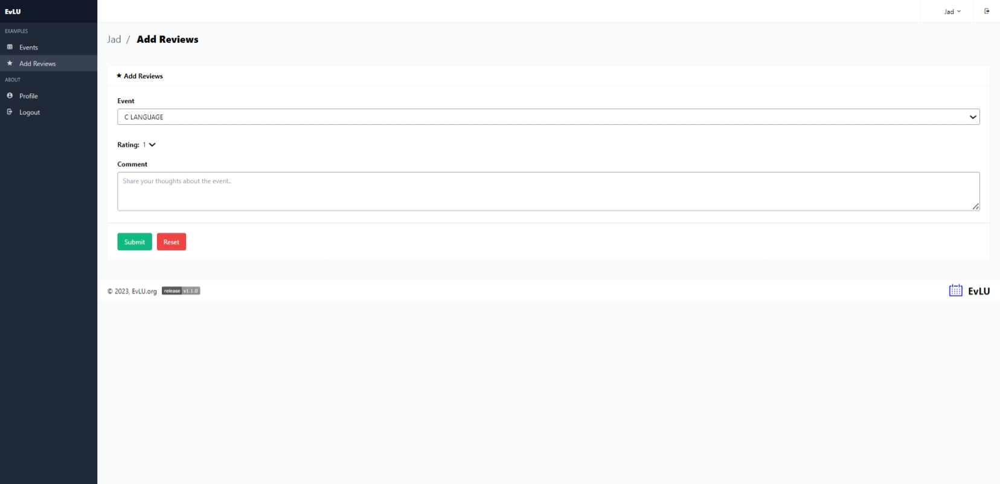 EvLU
EXAMPLES
Events
Add Reviews
ABOUT
Profile
Logout
Jad
Jad / Add Reviews
Add Reviews
Event
C LANGUAGE
Rating: 1
Comment
Share your thoughts about the event..
Submit Reset
© 2023, EvLU.org release v1.1.0
EvLU